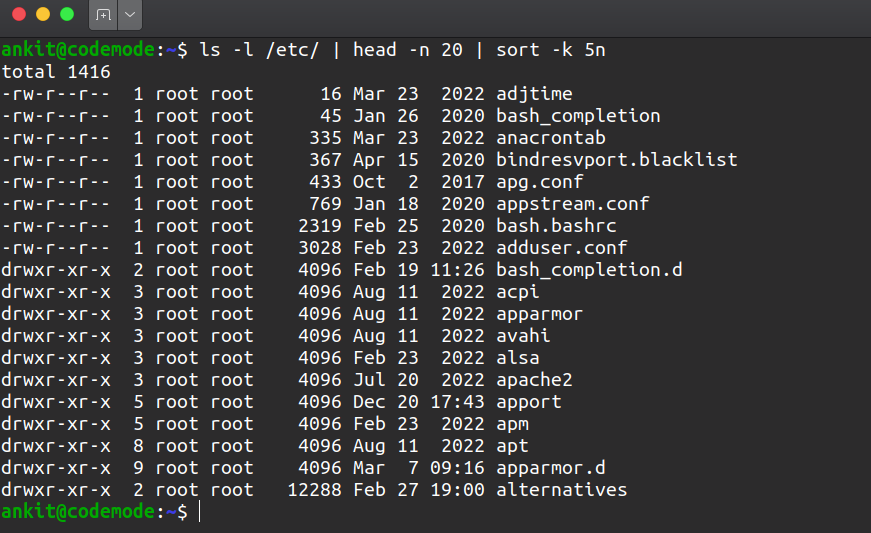 ankit@codemode:~$ ls -l /etc/ | head -n 20 | sort -k 5n
total 1416
-rw-r--r--  1 root root      16 Mar 23  2022 adjtime
-rw-r--r--  1 root root      45 Jan 26  2020 bash_completion
-rw-r--r--  1 root root     335 Mar 23  2022 anacrontab
-rw-r--r--  1 root root     367 Apr 15  2020 bindresvport.blacklist
-rw-r--r--  1 root root     433 Oct  2  2017 apg.conf
-rw-r--r--  1 root root     769 Jan 18  2020 appstream.conf
-rw-r--r--  1 root root    2319 Feb 25  2020 bash.bashrc
-rw-r--r--  1 root root    3028 Feb 23  2022 adduser.conf
drwxr-xr-x  2 root root    4096 Feb 19 11:26 bash_completion.d
drwxr-xr-x  3 root root    4096 Aug 11  2022 acpi
drwxr-xr-x  3 root root    4096 Aug 11  2022 apparmor
drwxr-xr-x  3 root root    4096 Aug 11  2022 avahi
drwxr-xr-x  3 root root    4096 Feb 23  2022 alsa
drwxr-xr-x  3 root root    4096 Jul 20  2022 apache2
drwxr-xr-x  5 root root    4096 Dec 20 17:43 apport
drwxr-xr-x  5 root root    4096 Feb 23  2022 apm
drwxr-xr-x  8 root root    4096 Aug 11  2022 apt
drwxr-xr-x  9 root root    4096 Mar  7 09:16 apparmor.d
drwxr-xr-x  2 root root   12288 Feb 27 19:00 alternatives
ankit@codemode:~$